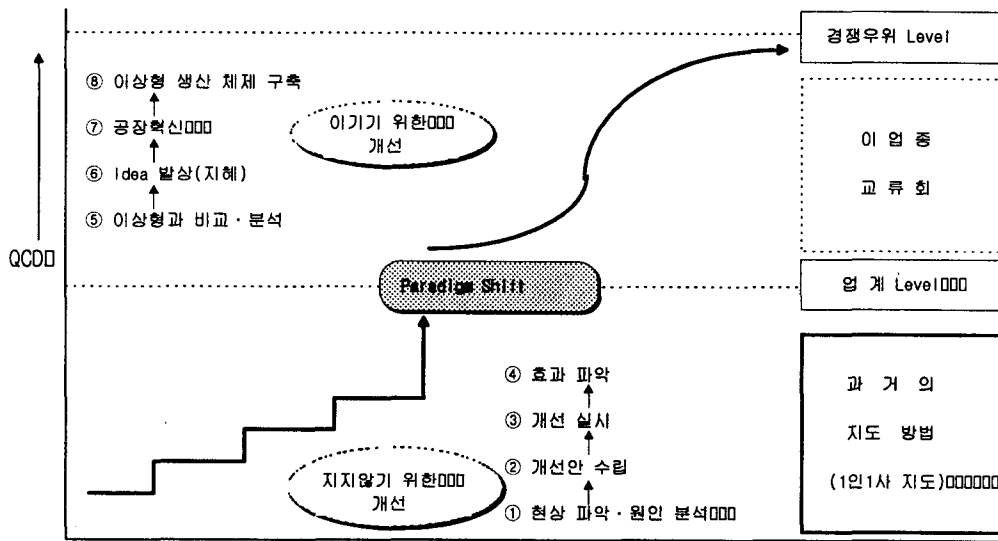 경쟁우위 Level
⑧ 이상형 생산 체제 구축
⑦ 공장혁신□□□
⑥ Idea 발상(지혜)
⑤ 이상형과 비교·분석
이기기 위한□□□
개선
이 업 종
교 류 회
QCD□
Paradigm Shift
업 계 Level□□□
④ 효과 파악
③ 개선 실시
② 개선안 수립
① 현상 파악·원인 분석□□□
지지않기 위한□□□
개선
과 거 의
지도 방법
(1인1사 지도)□□□□□□